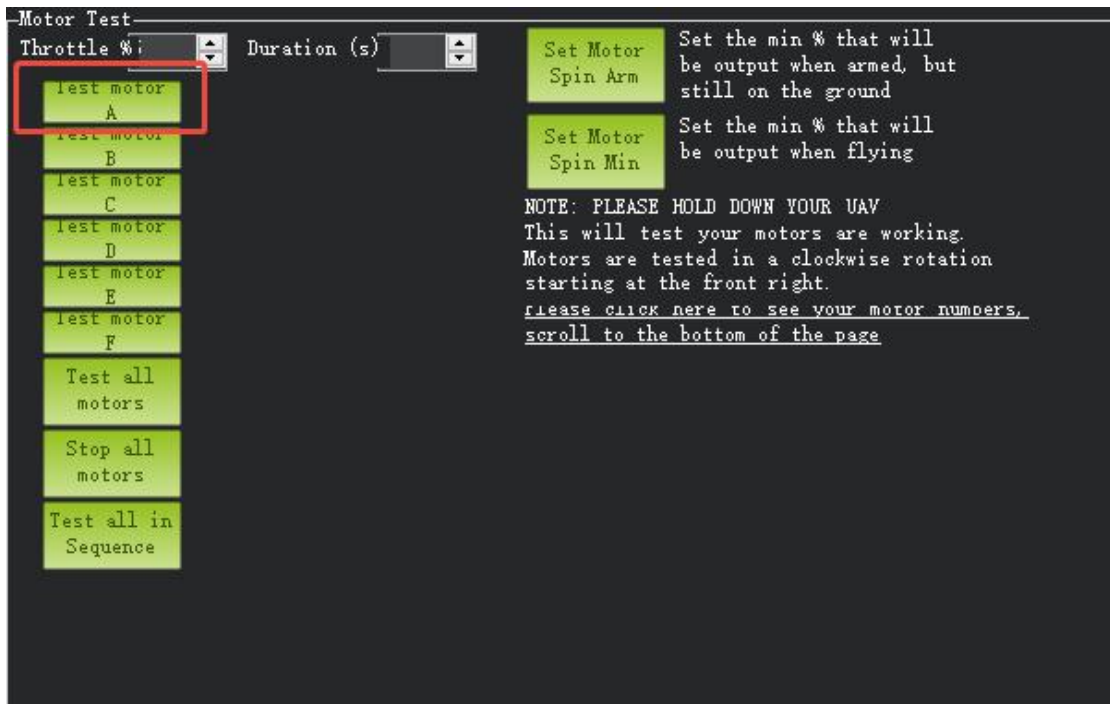 Motor Test
Throttle %
Duration (s)
Test motor
A
Test motor
B
Test motor
C
Test motor
D
Test motor
E
Test motor
F
Test all
motors
Stop all
motors
Test all in
Sequence
Set Motor
Spin Arm
Set the min % that will
be output when armed, but
still on the ground
Set Motor
Spin Min
Set the min % that will
be output when flying
NOTE: PLEASE HOLD DOWN YOUR UAV
This will test your motors are working.
Motors are tested in a clockwise rotation
starting at the front right.
Please click here to see your motor numbers,
scroll to the bottom of the page